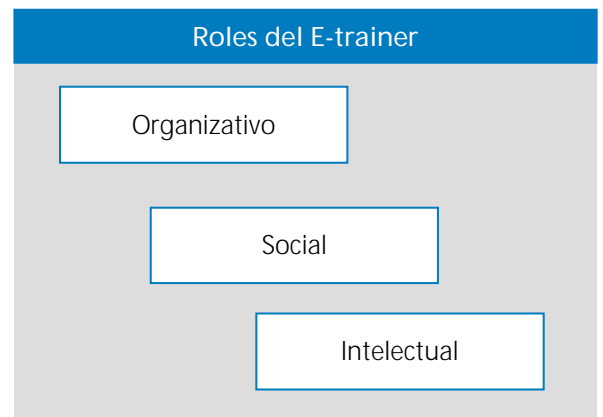 Roles del E-trainer
Organizativo
Social
Intelectual